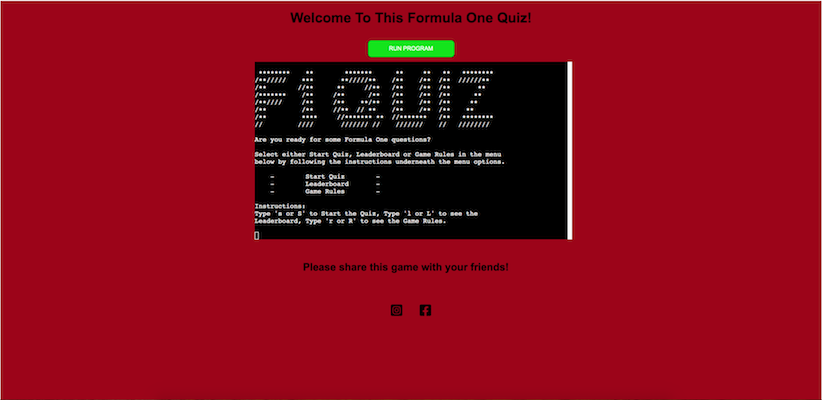 Welcome To This Formula One Quiz!
RUN PROGRAM
F1 QUIZ
Are you ready for some Formula One questions?
Select either Start Quiz, Leaderboard or Game Rules in the menu
below by following the instructions underneath the menu options.
- Start Quiz -
- Leaderboard -
- Game Rules -
Instructions:
Type 's or S' to Start the Quiz, Type 'l or L' to see the
Leaderboard, Type 'r or R' to see the Game Rules.
Please share this game with your friends!